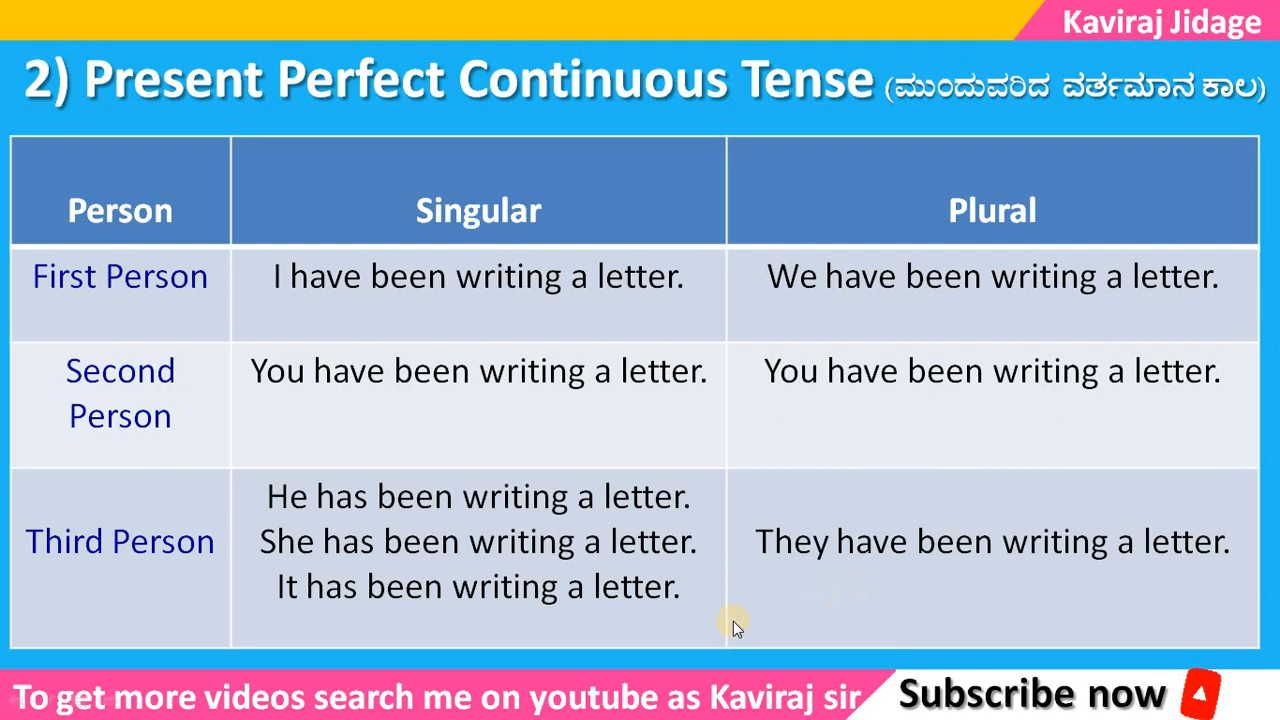 Kaviraj Jidage
2) Present Perfect Continuous Tense (ಮುಂದುವರಿದ ವರ್ತಮಾನ ಕಾಲ)
Person Singular Plural
First Person I have been writing a letter. We have been writing a letter.
Second You have been writing a letter. You have been writing a letter.
Person
He has been writing a letter.
Third Person She has been writing a letter. They have been writing a letter.
It has been writing a letter.
To get more videos search me on youtube as Kaviraj sir Subscribe now